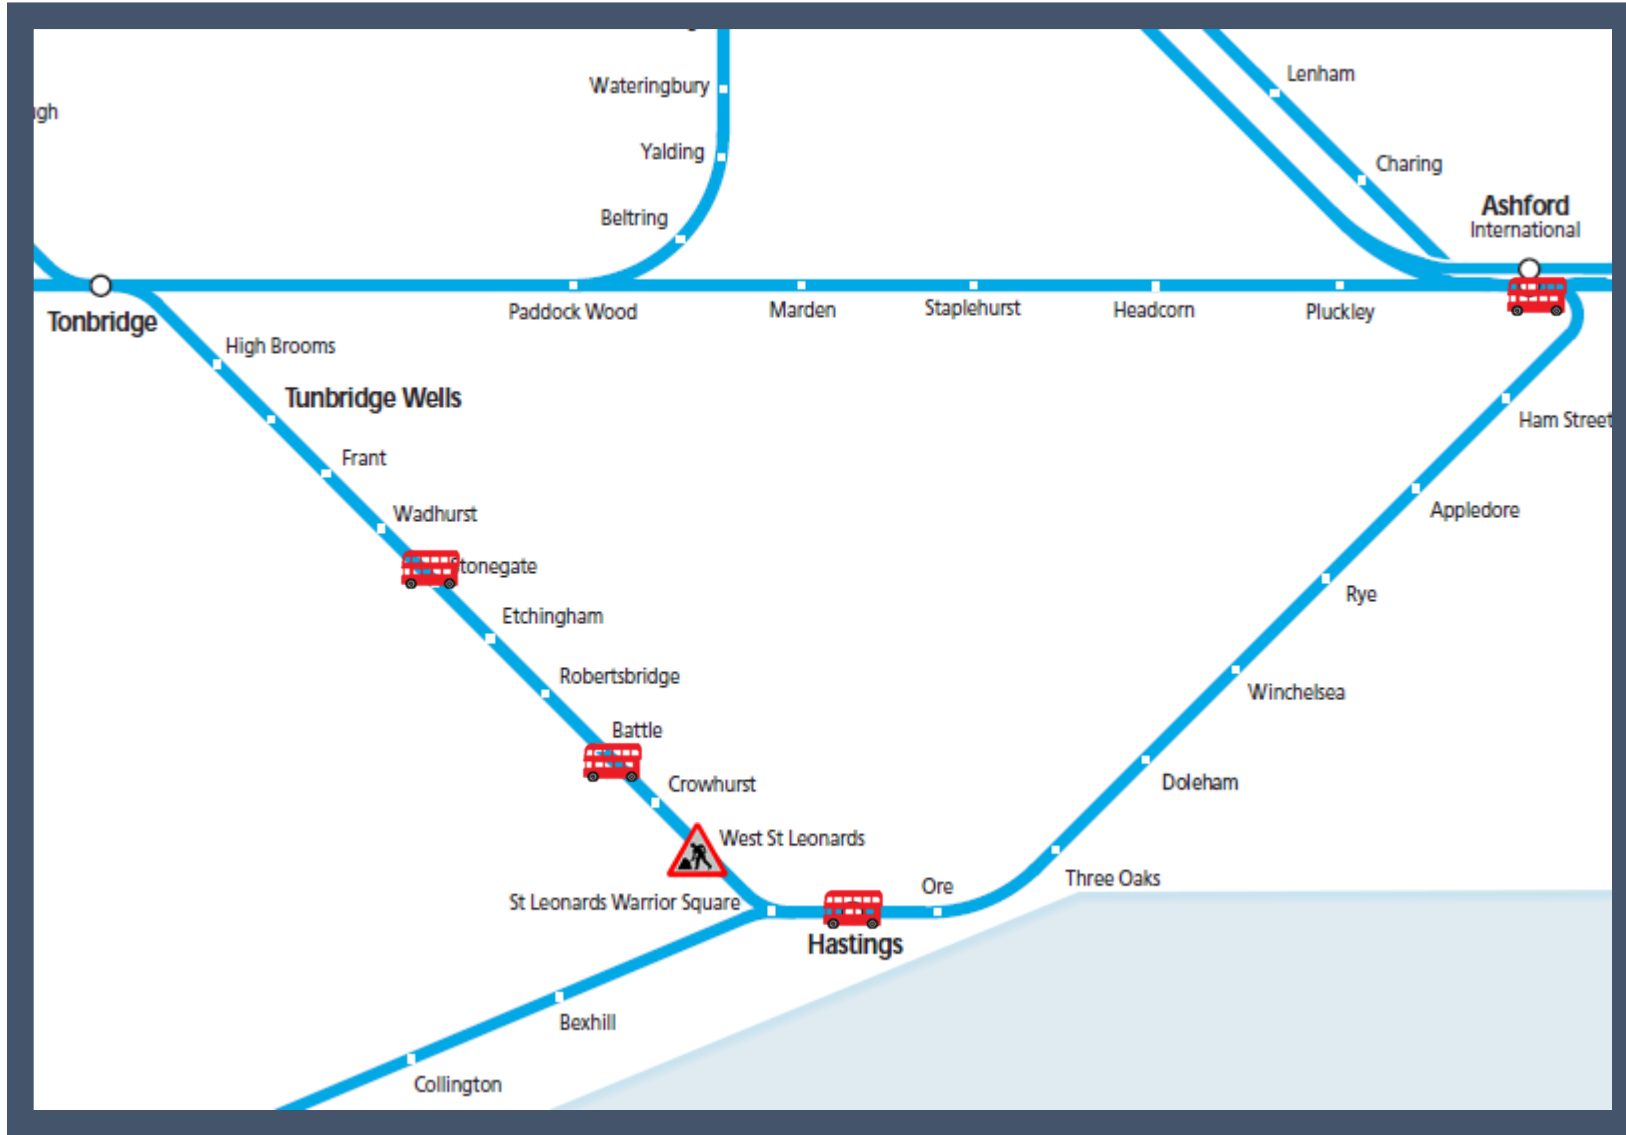 Wateringbury
Lenham
Yalding
Charing
Beltring
Ashford
International
Tonbridge
Paddock Wood
Marden
Staplehurst
Headcorn
Pluckley
High Brooms
Tunbridge Wells
Ham Street
Frant
Wadhurst
Appledore
Stonegate
Rye
Etchingham
Robertsbridge
Winchelsea
Battle
Crowhurst
Doleham
West St Leonards
Three Oaks
Ore
St Leonards Warrior Square
Hastings
Bexhill
Collington